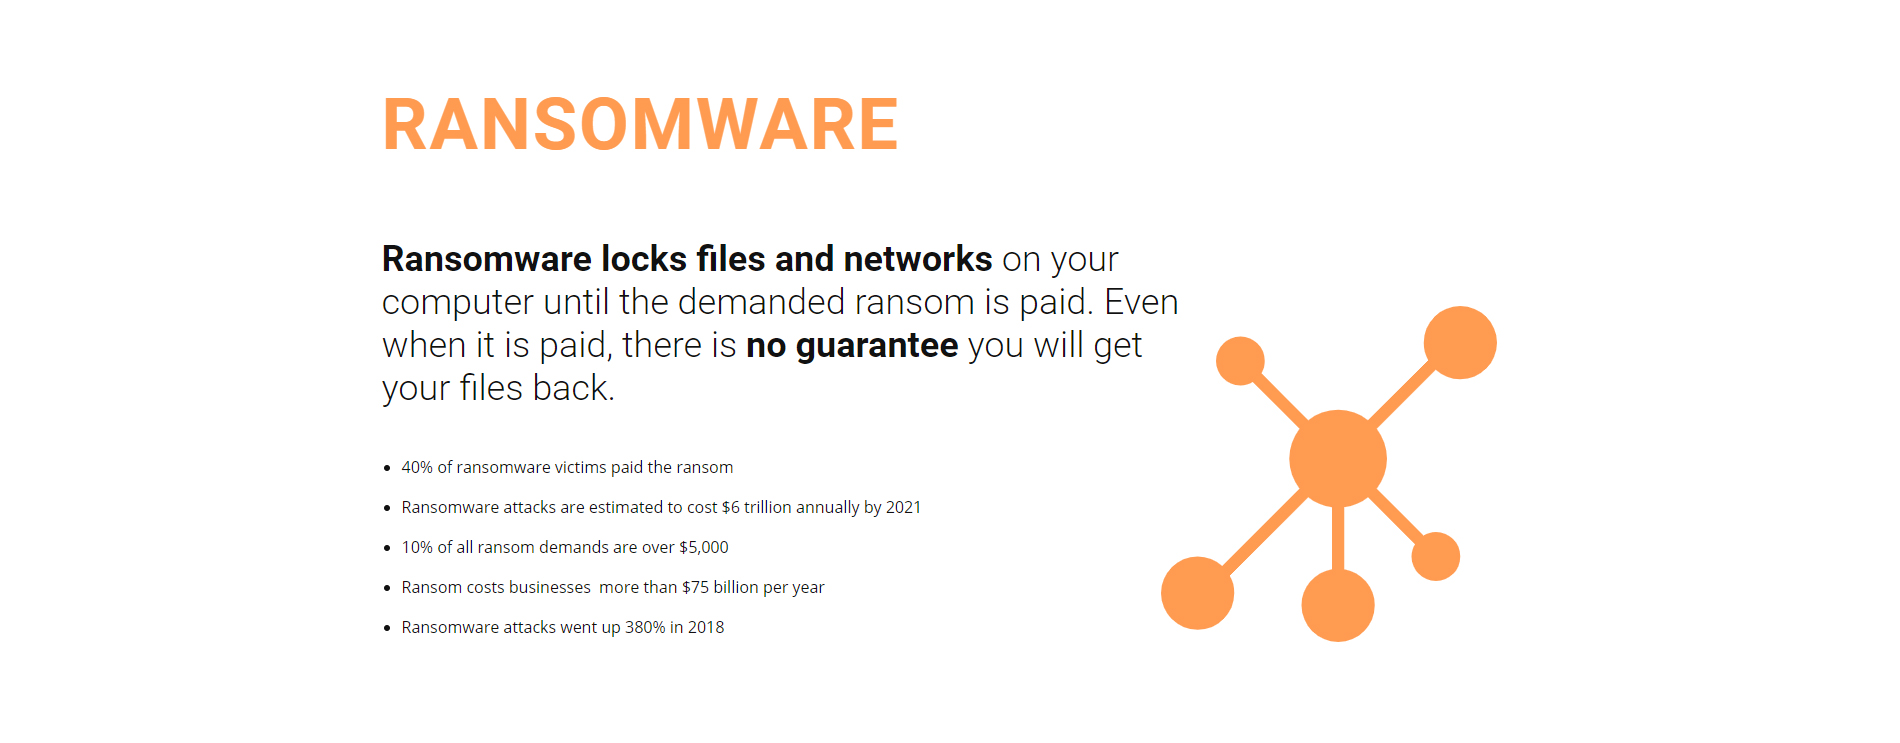 RANSOMWARE
Ransomware locks files and networks on your
computer until the demanded ransom is paid. Even
when it is paid, there is no guarantee you will get
your files back.
• 40% of ransomware victims paid the ransom
• Ransomware attacks are estimated to cost $6 trillion annually by 2021
• 10% of all ransom demands are over $5,000
• Ransom costs businesses  more than $75 billion per year
• Ransomware attacks went up 380% in 2018